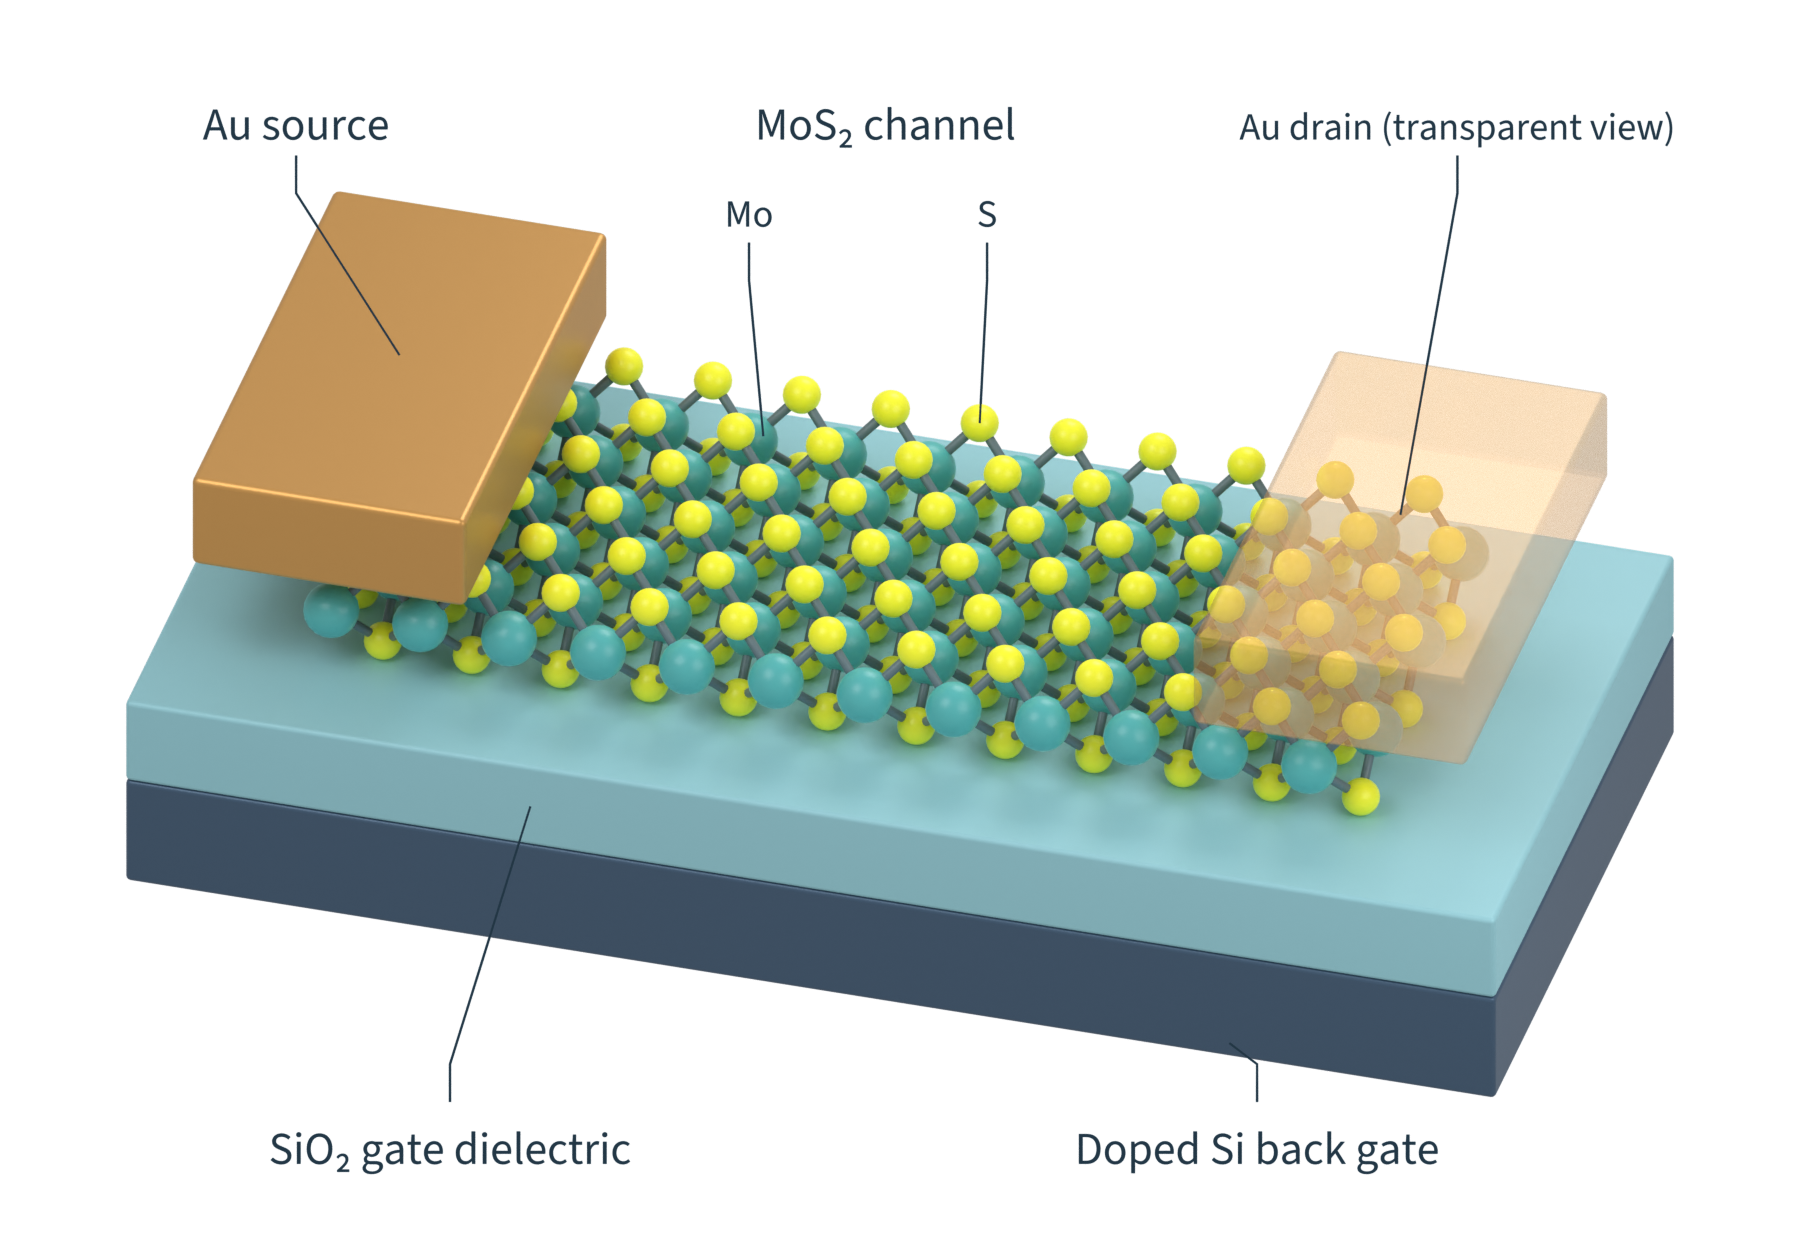 Au source
MoS₂ channel
Au drain (transparent view)
Mo
S
SiO₂ gate dielectric
Doped Si back gate